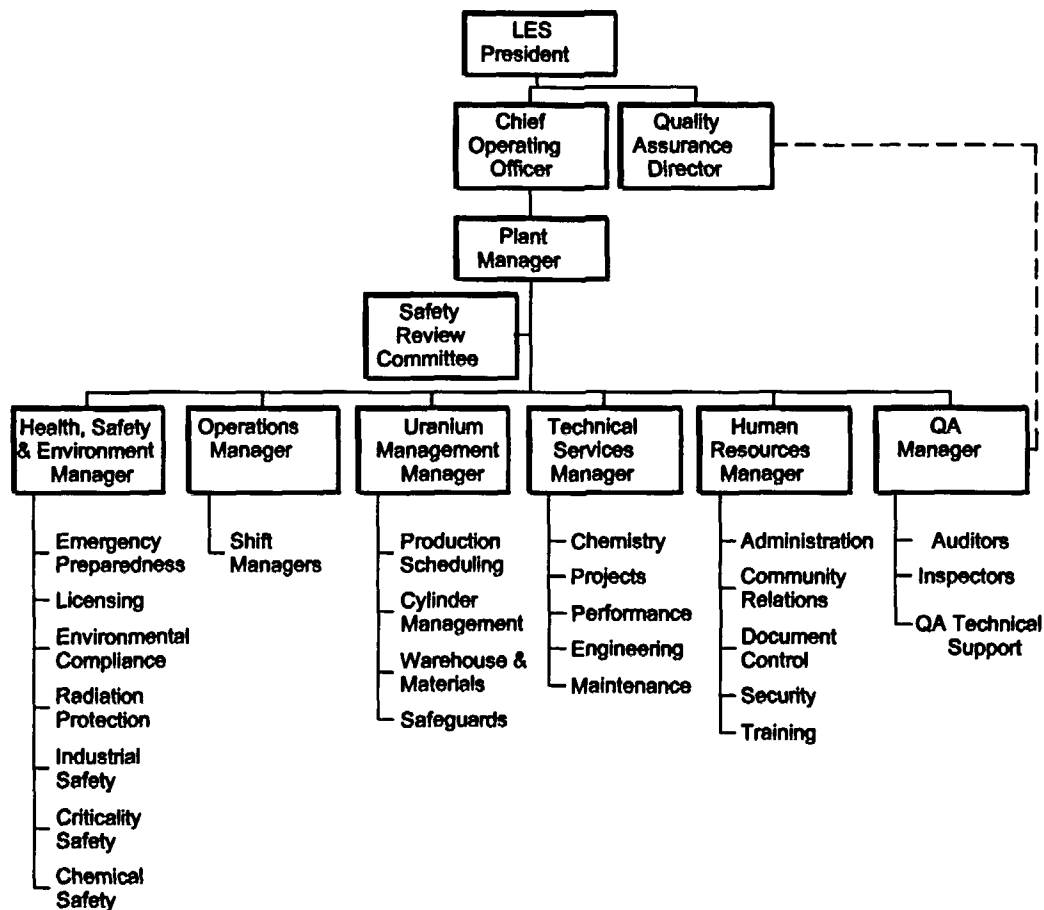 LES
President
Chief
Operating
Officer
Quality
Assurance
Director
Plant
Manager
Safety
Review
Committee
Health, Safety
& Environment
Manager
Operations
Manager
Uranium
Management
Manager
Technical
Services
Manager
Human
Resources
Manager
QA
Manager
Emergency
Preparedness
Licensing
Environmental
Compliance
Radiation
Protection
Industrial
Safety
Criticality
Safety
Chemical
Safety
Shift
Managers
Production
Scheduling
Cylinder
Management
Warehouse &
Materials
Safeguards
Chemistry
Projects
Performance
Engineering
Maintenance
Administration
Community
Relations
Document
Control
Security
Training
Auditors
Inspectors
QA Technical
Support